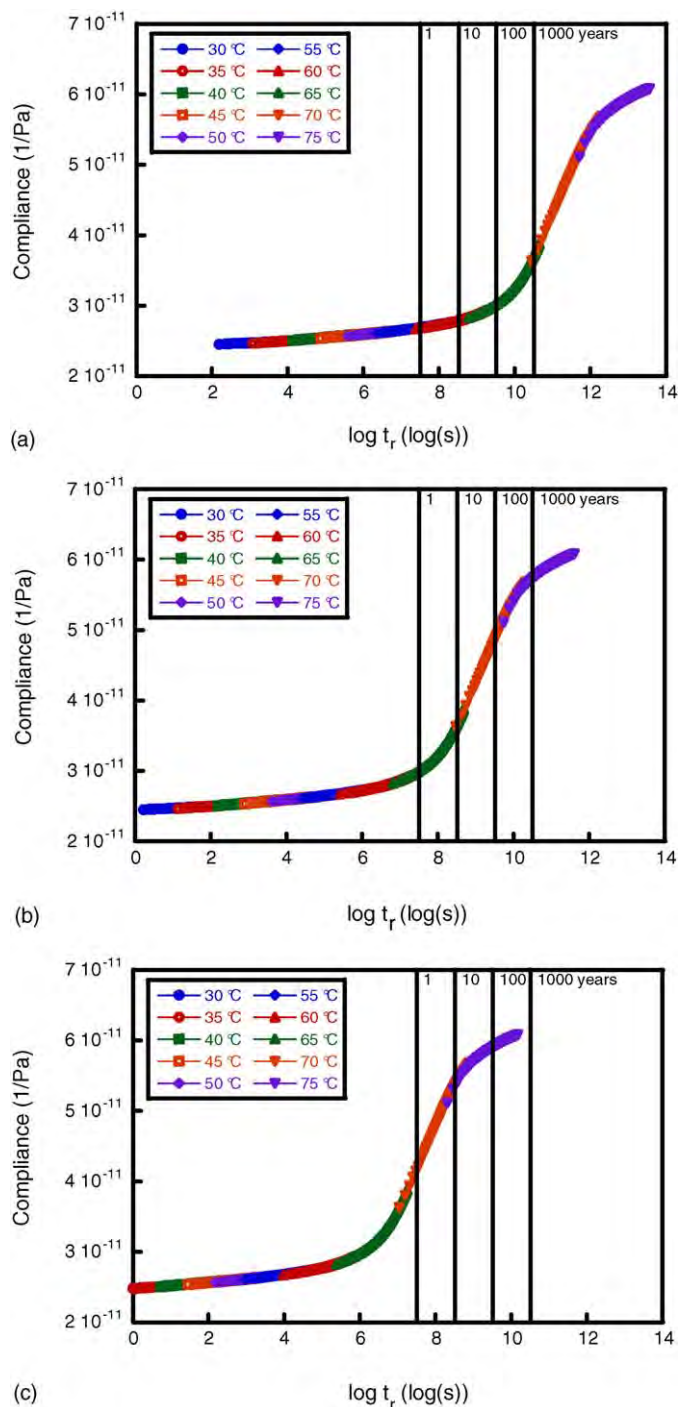 7 10-11
1
10
100
1000 years
30 °C 55 °C
35 °C 60 °C
40 °C 65 °C
45 °C 70 °C
50 °C 75 °C
6 10-11
5 10-11
4 10-11
3 10-11
2 10-11
Compliance (1/Pa)
0 2 4 6 8 10 12 14
(a)
log tr (log(s))
7 10-11
1
10
100
1000 years
30 °C 55 °C
35 °C 60 °C
40 °C 65 °C
45 °C 70 °C
50 °C 75 °C
6 10-11
5 10-11
4 10-11
3 10-11
2 10-11
Compliance (1/Pa)
0 2 4 6 8 10 12 14
(b)
log tr (log(s))
7 10-11
1
10
100
1000 years
30 °C 55 °C
35 °C 60 °C
40 °C 65 °C
45 °C 70 °C
50 °C 75 °C
6 10-11
5 10-11
4 10-11
3 10-11
2 10-11
Compliance (1/Pa)
0 2 4 6 8 10 12 14
(c)
log tr (log(s))